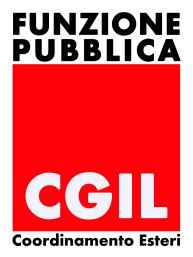 FUNZIONE
PUBBLICA
CGIL
Coordinamento Esteri